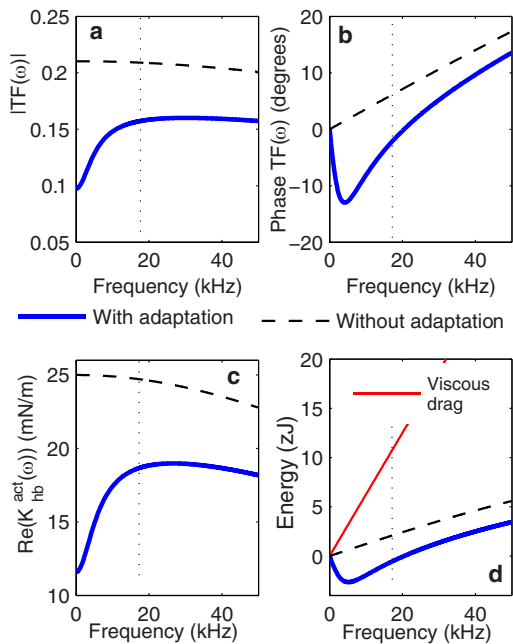 a
b
|TF(ω)|
0.25
0.2
0.15
0.1
0.05
0 20 40
Frequency (kHz)
Phase TF(ω) (degrees)
20
10
0
−10
−20
0 20 40
Frequency (kHz)
With adaptation
Without adaptation
c
Re(K_hb^act(ω)) (mN/m)
25
20
15
10
0 20 40
Frequency (kHz)
Energy (zJ)
20
15
10
5
0
Viscous
drag
d
0 20 40
Frequency (kHz)